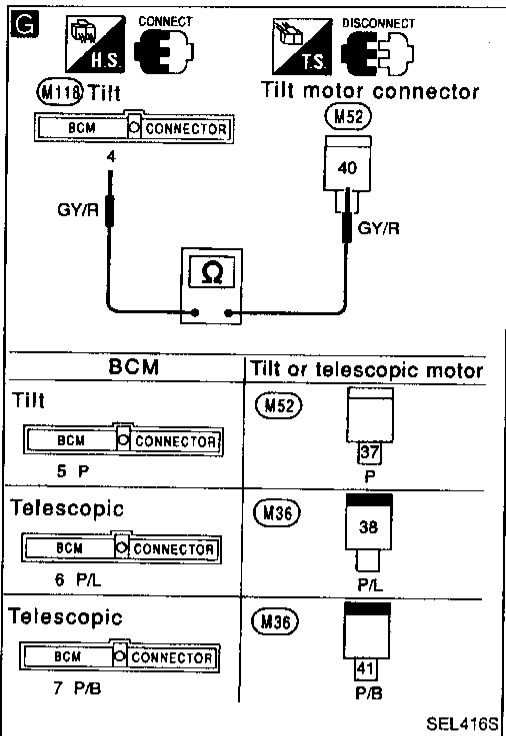 G
CONNECT
H.S.
DISCONNECT
T.S.
M118 Tilt
Tilt motor connector
M52
BCM CONNECTOR
4
40
GY/R
GY/R
Ω
BCM
Tilt or telescopic motor
Tilt
M52
BCM CONNECTOR
5 P
37
P
Telescopic
M36
BCM CONNECTOR
6 P/L
38
P/L
Telescopic
M36
BCM CONNECTOR
7 P/B
41
P/B
SEL416S